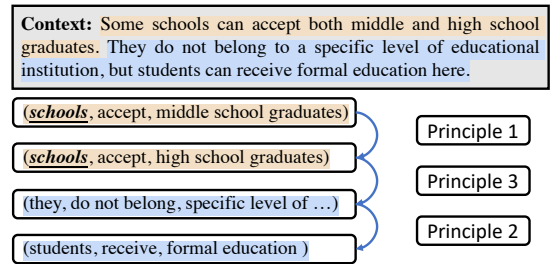 Context: Some schools can accept both middle and high school
graduates. They do not belong to a specific level of educational
institution, but students can receive formal education here.
(schools, accept, middle school graduates)
Principle 1
(schools, accept, high school graduates)
Principle 3
(they, do not belong, specific level of …)
Principle 2
(students, receive, formal education )